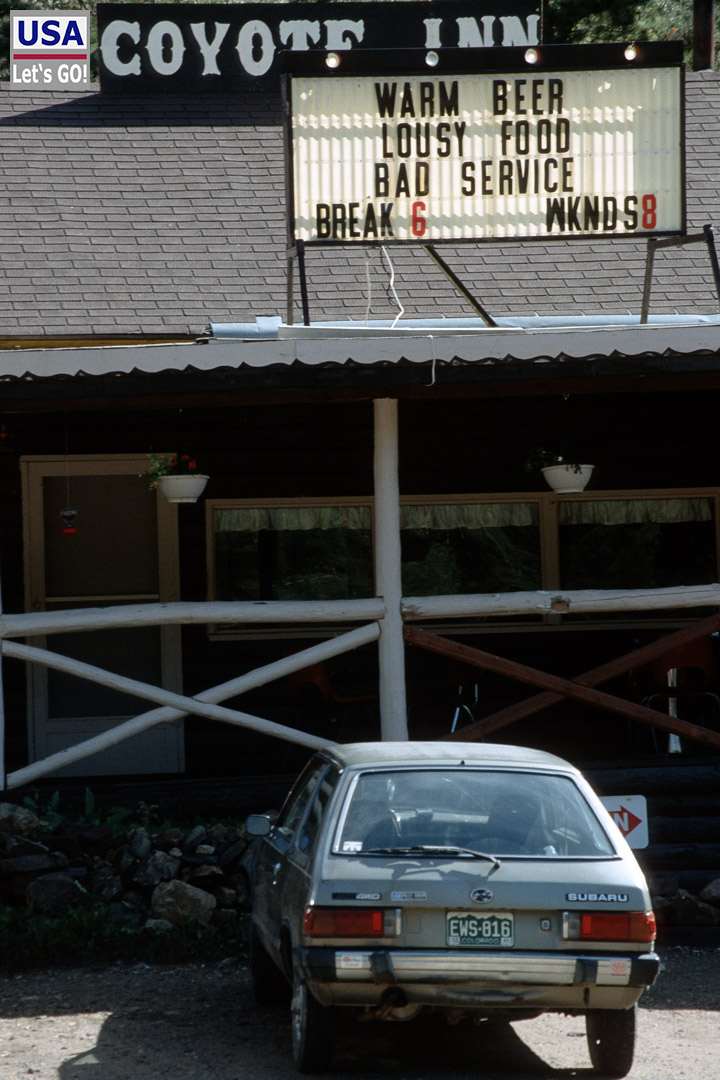 USA
Let's GO!
COYOTE INN
WARM BEER
LOUSY FOOD
BAD SERVICE
BREAK 6 WKNDS 8
4WD
SUBARU
EWS-816
COLORADO